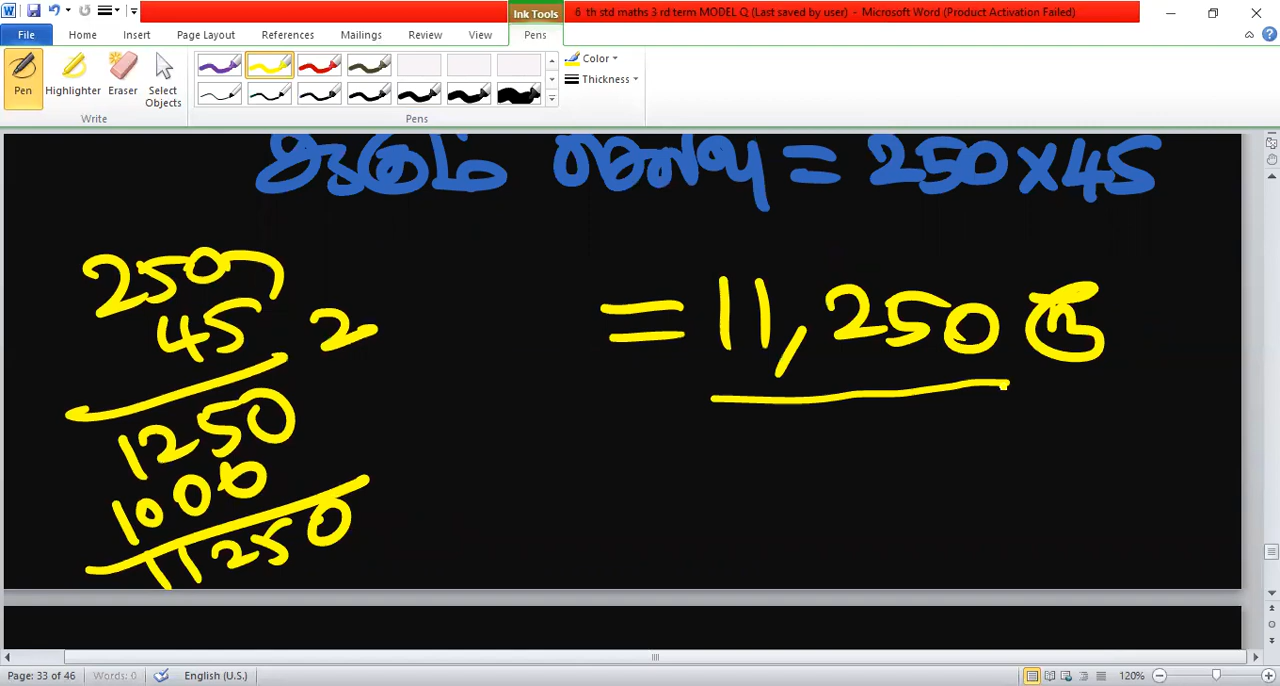 6 th std maths 3 rd term MODEL Q (Last saved by user) - Microsoft Word (Product Activation Failed)
Ink Tools
File Home Insert Page Layout References Mailings Review View Pens
Pen Highlighter Eraser Select Objects
Color
Thickness
Write
Pens
ஆகும் செலவு = 250 x 45
250
45 2
1250
1000
11250
= 11,250 ரூ
Page: 33 of 46 Words: 0 English (U.S.) 120%